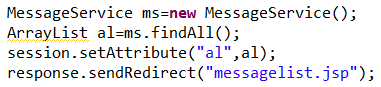 MessageService ms=new MessageService();
ArrayList al=ms.findAll();
session.setAttribute("al",al);
response.sendRedirect("messagelist.jsp");